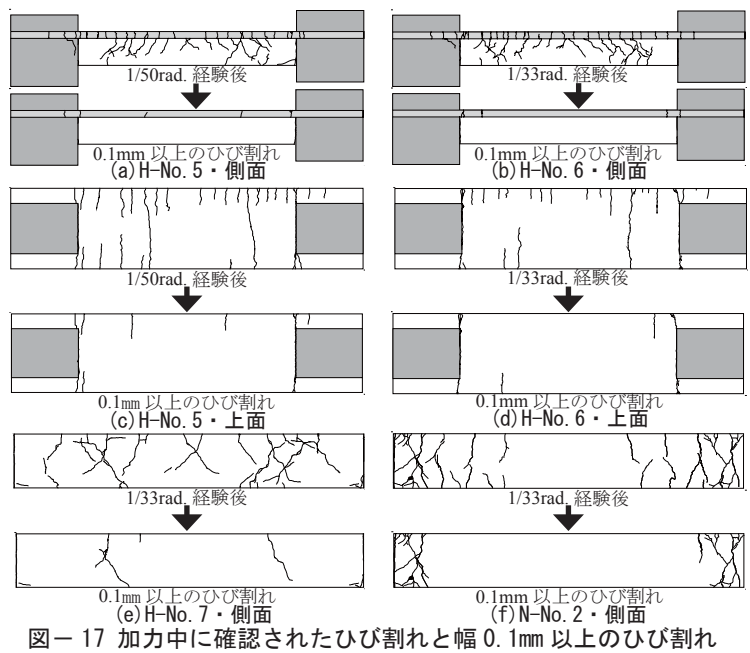 1/50rad. 経験後
1/33rad. 経験後
0.1mm 以上のひび割れ
0.1mm 以上のひび割れ
(a)H-No.5・側面
(b)H-No.6・側面
1/50rad. 経験後
1/33rad. 経験後
0.1mm 以上のひび割れ
0.1mm 以上のひび割れ
(c)H-No.5・上面
(d)H-No.6・上面
1/33rad. 経験後
1/33rad. 経験後
0.1mm 以上のひび割れ
0.1mm 以上のひび割れ
(e)H-No.7・側面
(f)N-No.2・側面
図-17 加力中に確認されたひび割れと幅 0.1mm 以上のひび割れ